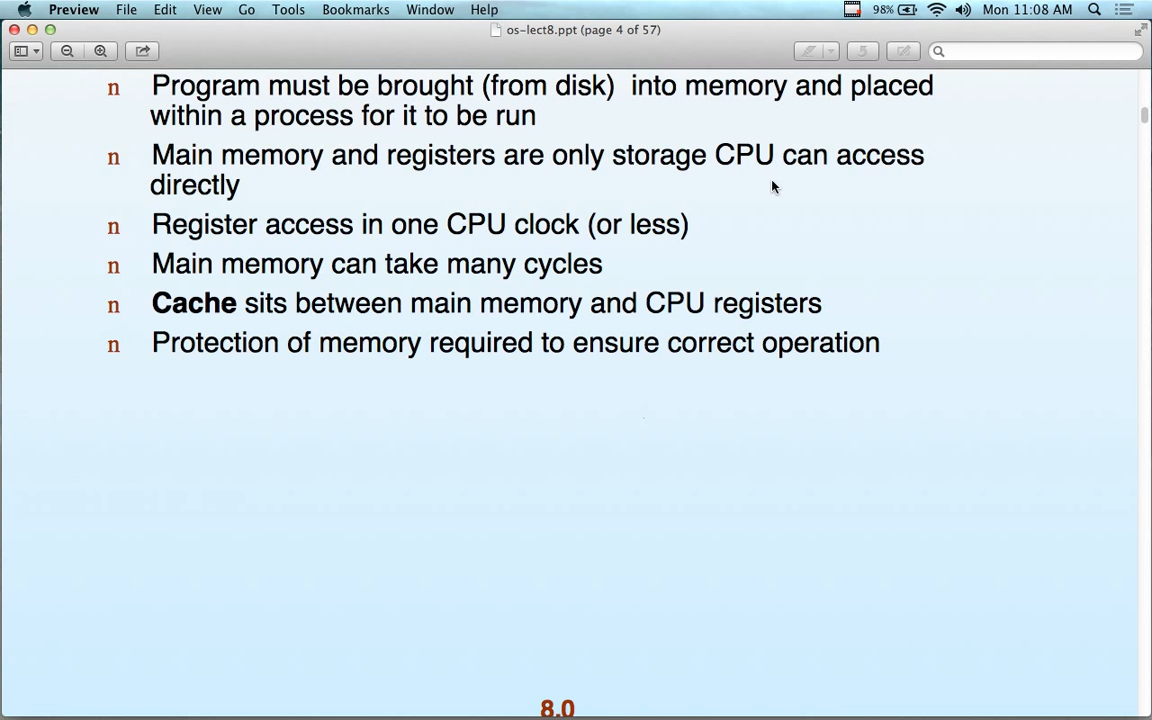 Preview File Edit View Go Tools Bookmarks Window Help 98% Mon 11:08 AM
os-lect8.ppt (page 4 of 57)
n Program must be brought (from disk)  into memory and placed
within a process for it to be run
n Main memory and registers are only storage CPU can access
directly
n Register access in one CPU clock (or less)
n Main memory can take many cycles
n Cache sits between main memory and CPU registers
n Protection of memory required to ensure correct operation
8.0